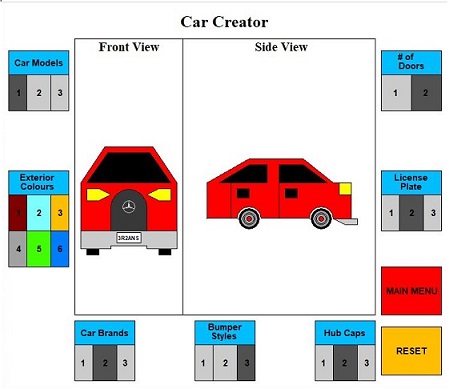 Car Creator
Front View
Side View
Car Models
1 2 3
# of
Doors
1 2
Exterior
Colours
1 2 3
4 5 6
License
Plate
1 2 3
3R2ANS
MAIN MENU
RESET
Car Brands
1 2 3
Bumper
Styles
1 2 3
Hub Caps
1 2 3